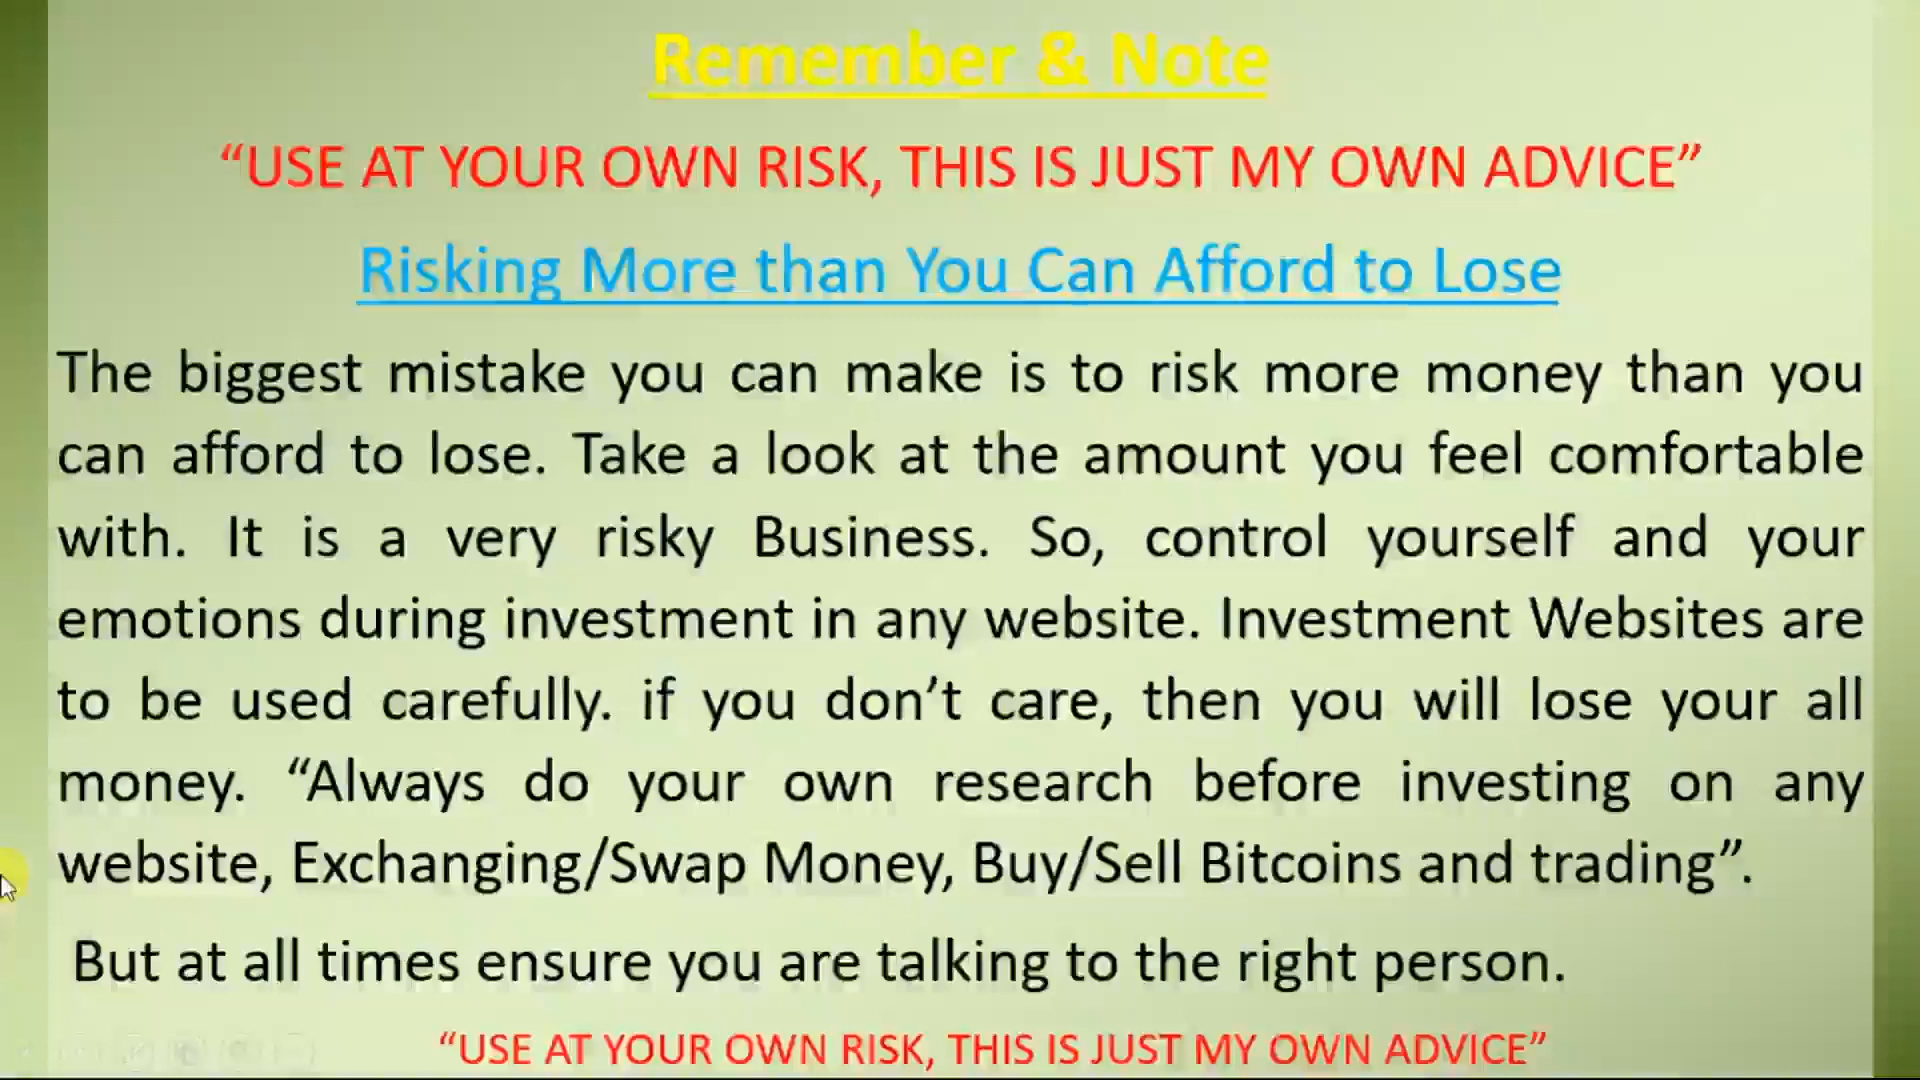 Remember & Note
“USE AT YOUR OWN RISK, THIS IS JUST MY OWN ADVICE”
Risking More than You Can Afford to Lose
The biggest mistake you can make is to risk more money than you
can afford to lose. Take a look at the amount you feel comfortable
with. It is a very risky Business. So, control yourself and your
emotions during investment in any website. Investment Websites are
to be used carefully. if you don’t care, then you will lose your all
money. “Always do your own research before investing on any
website, Exchanging/Swap Money, Buy/Sell Bitcoins and trading”.
But at all times ensure you are talking to the right person.
“USE AT YOUR OWN RISK, THIS IS JUST MY OWN ADVICE”